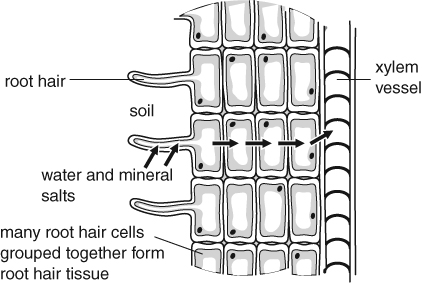 root hair
xylem
vessel
soil
water and mineral
salts
many root hair cells
grouped together form
root hair tissue